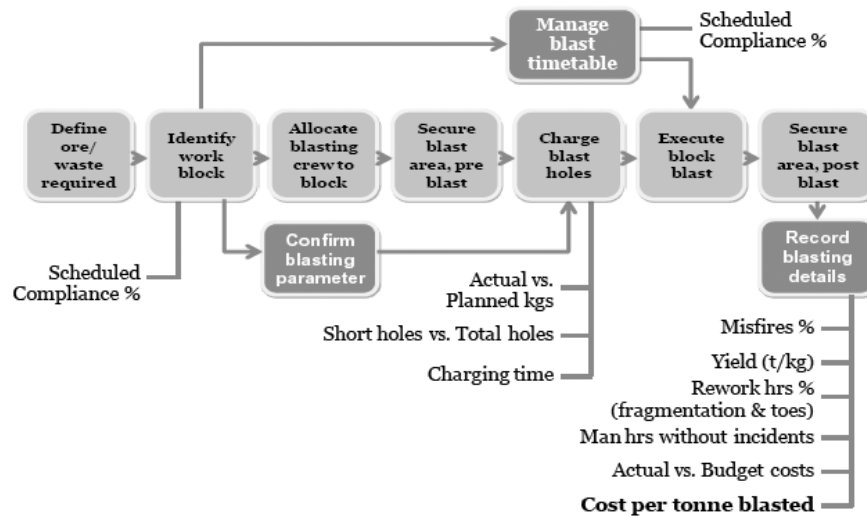 Manage
blast
timetable
Scheduled
Compliance %
Define
ore/
waste
required
Identify
work
block
Allocate
blasting
crew to
block
Secure
blast
area, pre
blast
Charge
blast
holes
Execute
block
blast
Secure
blast
area, post
blast
Confirm
blasting
parameter
Record
blasting
details
Scheduled
Compliance %
Actual vs.
Planned kgs
Short holes vs. Total holes
Charging time
Misfires %
Yield (t/kg)
Rework hrs %
(fragmentation & toes)
Man hrs without incidents
Actual vs. Budget costs
Cost per tonne blasted